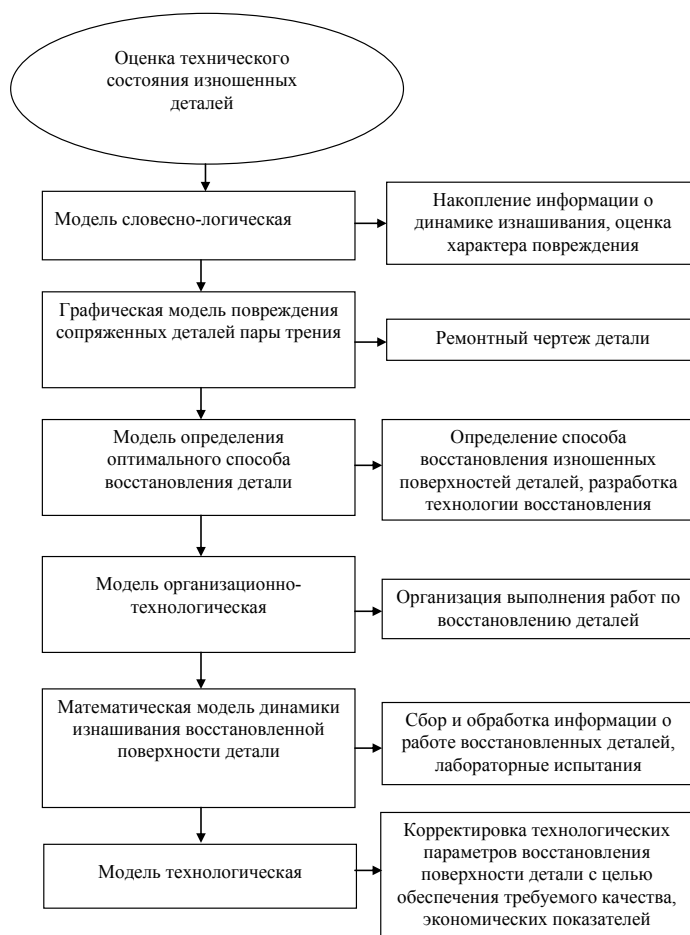 Оценка технического
состояния изношенных
деталей
Модель словесно-логическая
Накопление информации о
динамике изнашивания, оценка
характера повреждения
Графическая модель повреждения
сопряженных деталей пары трения
Ремонтный чертеж детали
Модель определения
оптимального способа
восстановления детали
Определение способа
восстановления изношенных
поверхностей деталей, разработка
технологии восстановления
Модель организационно-
технологическая
Организация выполнения работ по
восстановлению деталей
Математическая модель динамики
изнашивания восстановленной
поверхности детали
Сбор и обработка информации о
работе восстановленных деталей,
лабораторные испытания
Модель технологическая
Корректировка технологических
параметров восстановления
поверхности детали с целью
обеспечения требуемого качества,
экономических показателей